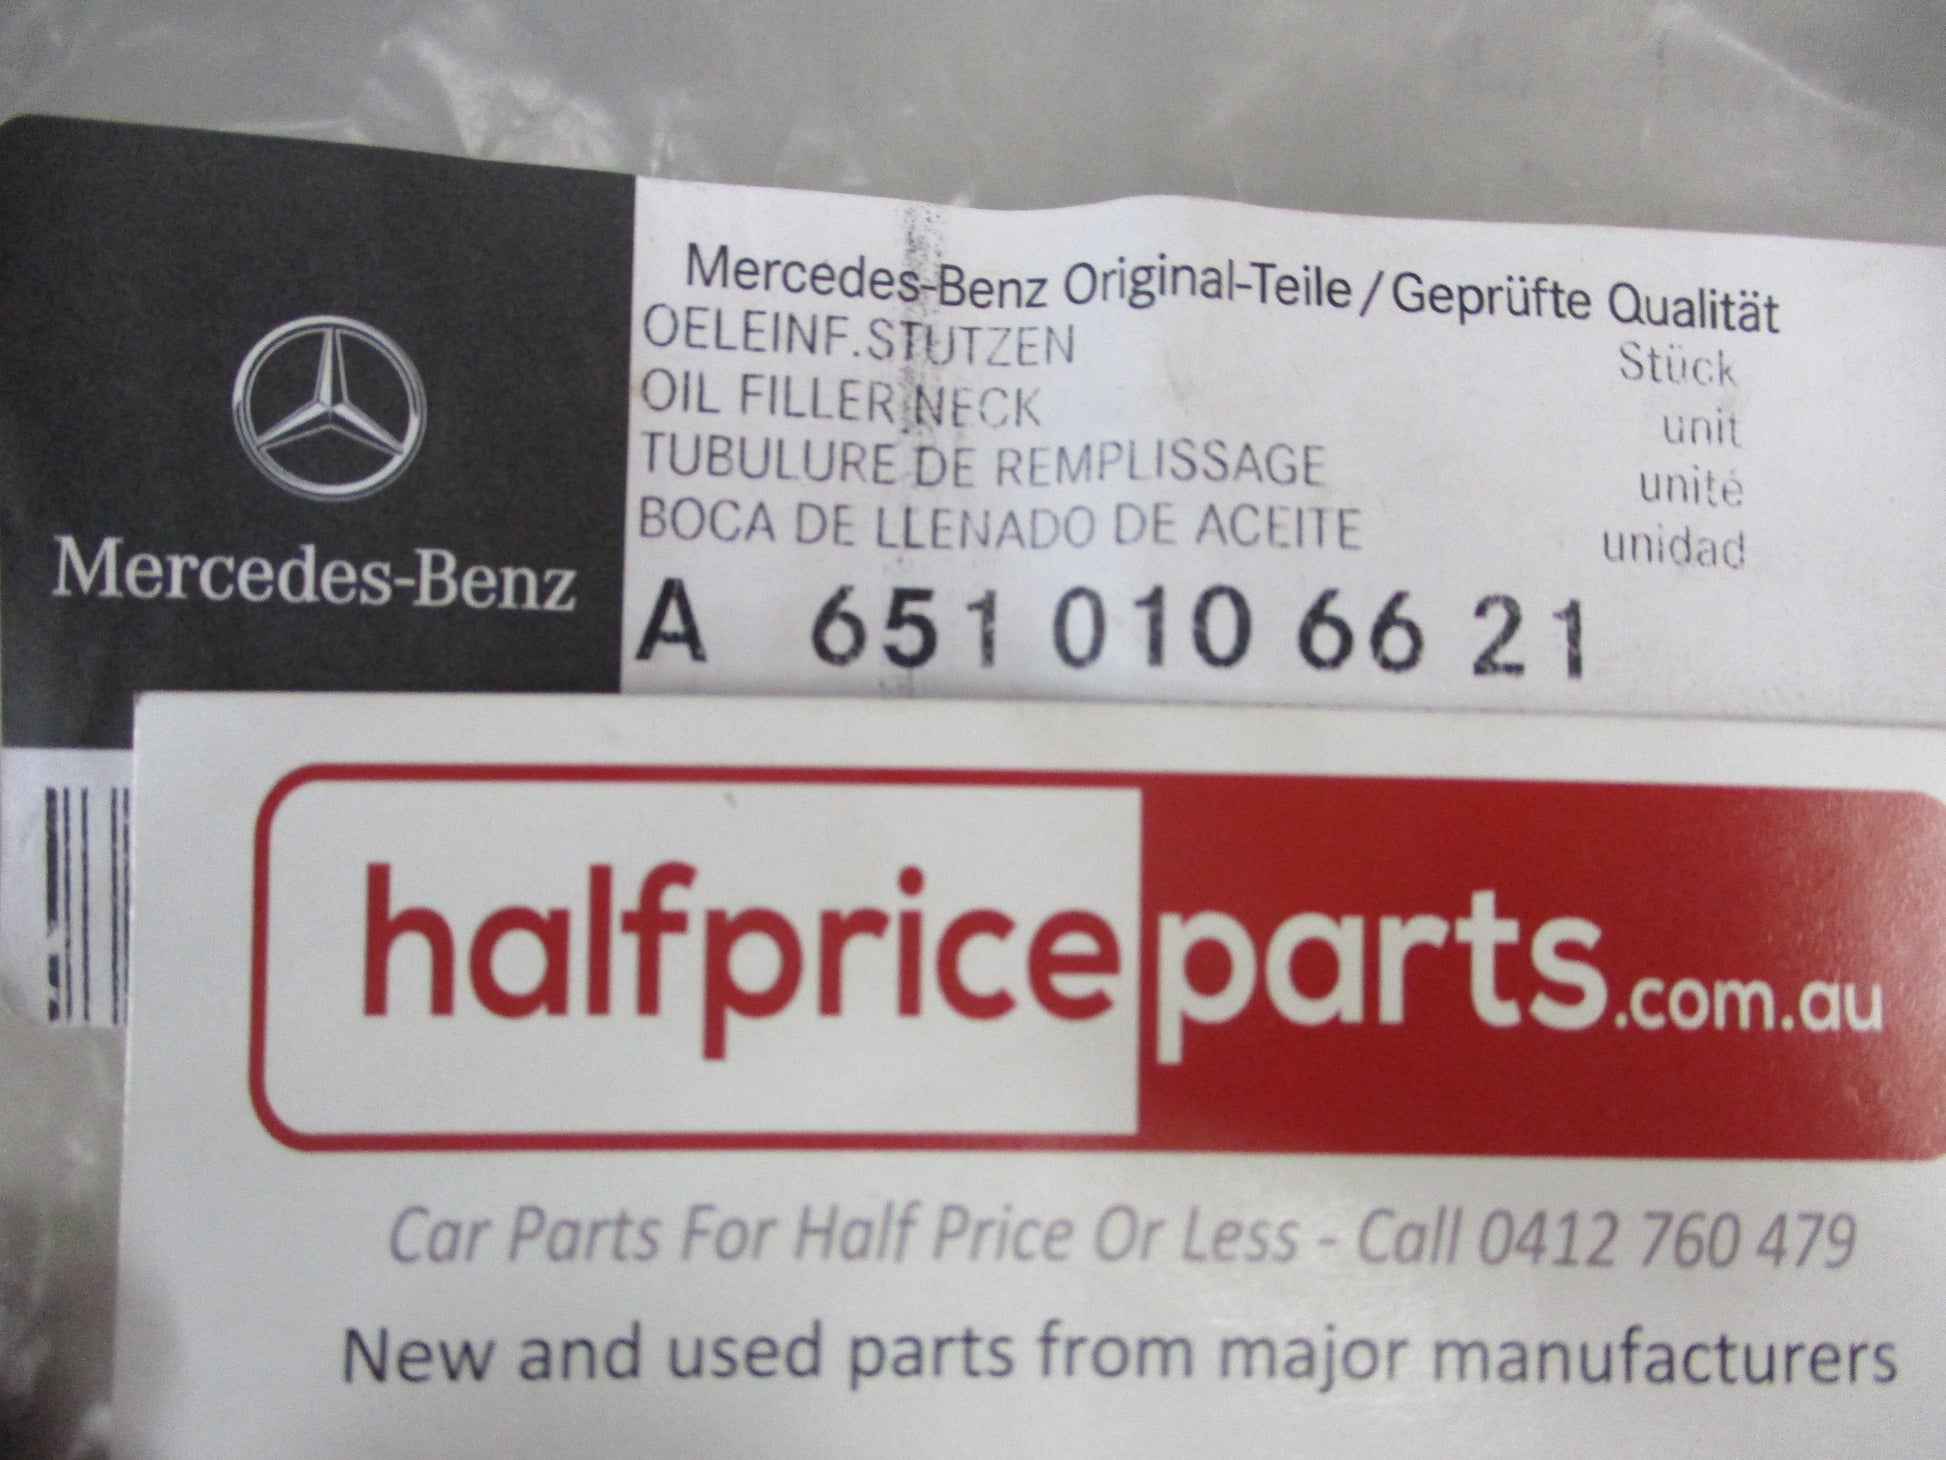 Mercedes-Benz
Mercedes-Benz Original-Teile/Geprüfte Qualität
OELEINF.STUTZEN
Stück
OIL FILLER NECK
unit
TUBULURE DE REMPLISSAGE
unité
BOCA DE LLENADO DE ACEITE
unidad
A 651 010 66 21
halfpriceparts.com.au
Car Parts For Half Price Or Less - Call 0412 760 479
New and used parts from major manufacturers